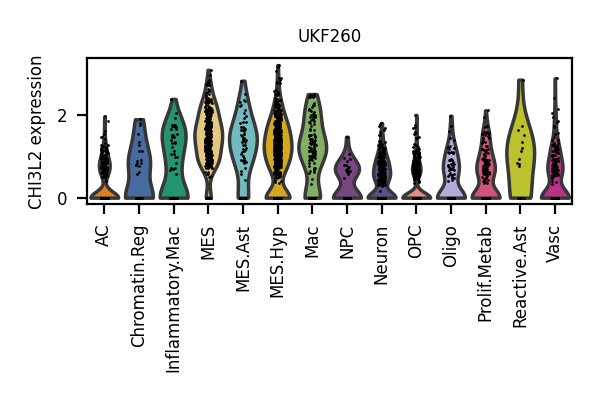 UKF260
CHI3L2 expression
2
0
AC
Chromatin.Reg
Inflammatory.Mac
MES
MES.Ast
MES.Hyp
Mac
NPC
Neuron
OPC
Oligo
Prolif.Metab
Reactive.Ast
Vasc